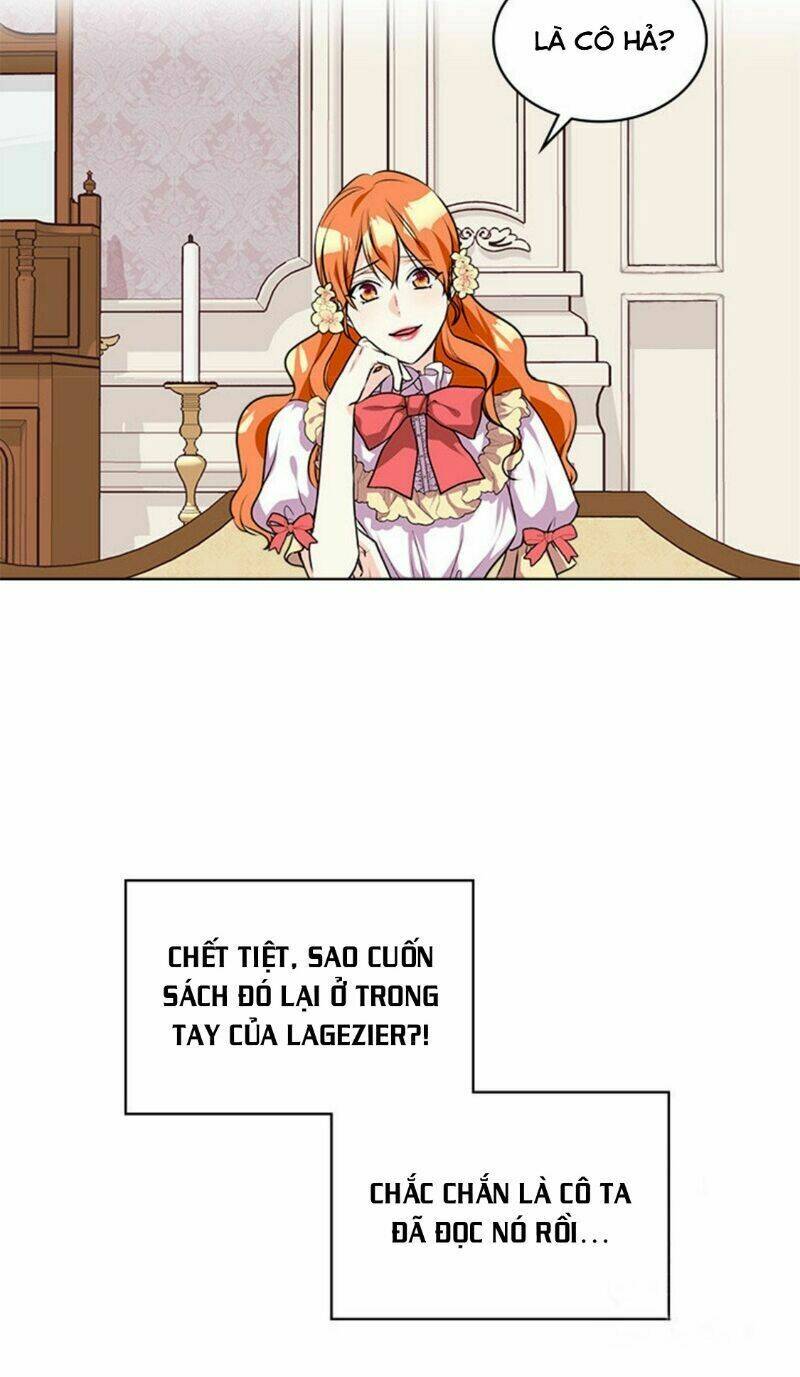 LÀ CÔ HẢ?
CHẾT TIỆT, SAO CUỐN
SÁCH ĐÓ LẠI Ở TRONG
TAY CỦA LAGEZIER?!
CHẮC CHẮN LÀ CÔ TA
ĐÃ ĐỌC NÓ RỒI...